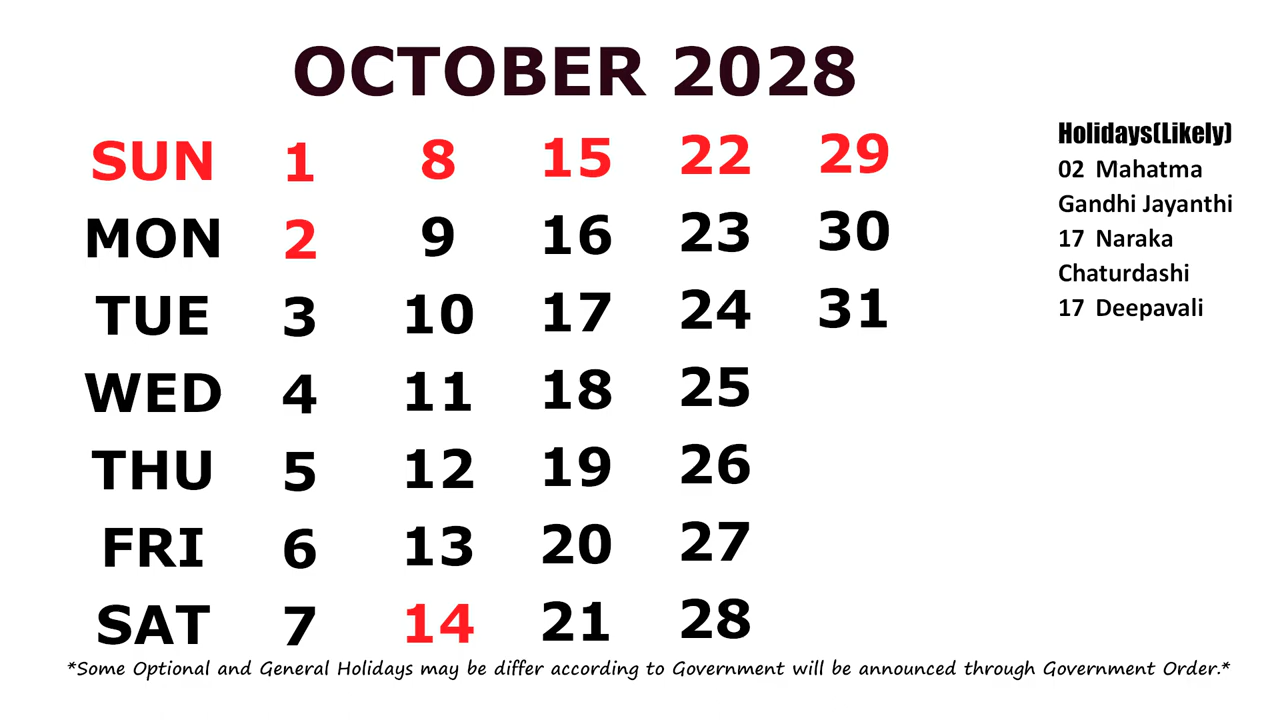 OCTOBER 2028
SUN 1 8 15 22 29
MON 2 9 16 23 30
TUE 3 10 17 24 31
WED 4 11 18 25
THU 5 12 19 26
FRI 6 13 20 27
SAT 7 14 21 28
Holidays(Likely)
02 Mahatma
Gandhi Jayanthi
17 Naraka
Chaturdashi
17 Deepavali
*Some Optional and General Holidays may be differ according to Government will be announced through Government Order.*